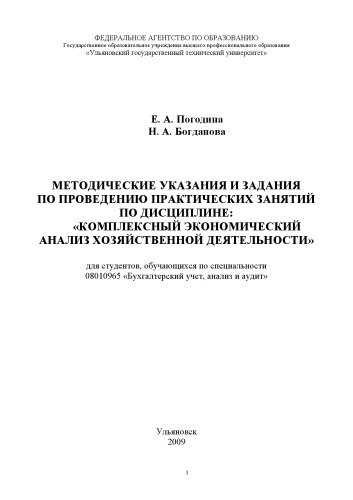 ФЕДЕРАЛЬНОЕ АГЕНТСТВО ПО ОБРАЗОВАНИЮ
Государственное образовательное учреждение высшего профессионального образования
«Ульяновский государственный технический университет»
Е. А. Погодина
Н. А. Богданова
МЕТОДИЧЕСКИЕ УКАЗАНИЯ И ЗАДАНИЯ
ПО ПРОВЕДЕНИЮ ПРАКТИЧЕСКИХ ЗАНЯТИЙ
ПО ДИСЦИПЛИНЕ:
«КОМПЛЕКСНЫЙ ЭКОНОМИЧЕСКИЙ
АНАЛИЗ ХОЗЯЙСТВЕННОЙ ДЕЯТЕЛЬНОСТИ»
для студентов, обучающихся по специальности
08010965 «Бухгалтерский учет, анализ и аудит»
Ульяновск
2009
1